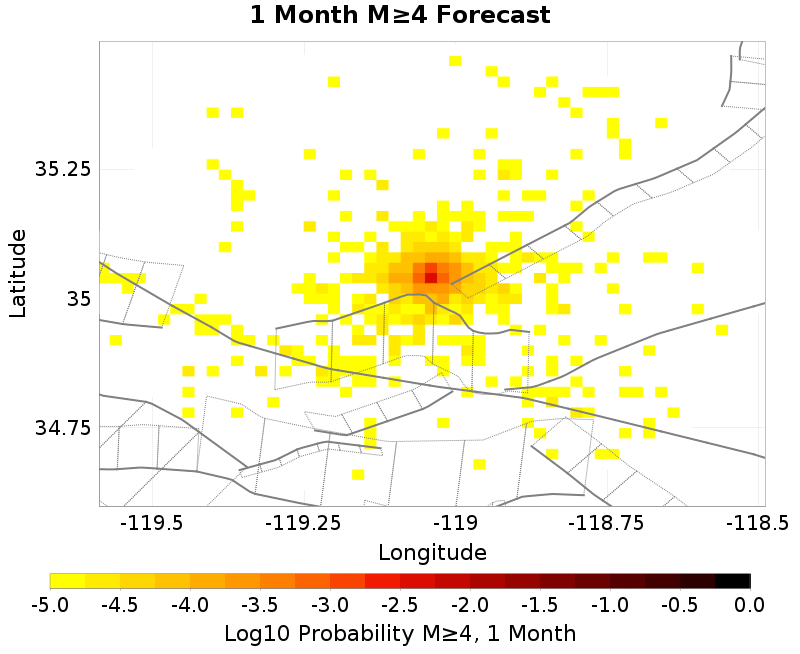 1 Month M≥4 Forecast
35.25
35
34.75
Latitude
-119.5 -119.25 -119 -118.75 -118.5
Longitude
-5.0 -4.5 -4.0 -3.5 -3.0 -2.5 -2.0 -1.5 -1.0 -0.5 0.0
Log10 Probability M≥4, 1 Month